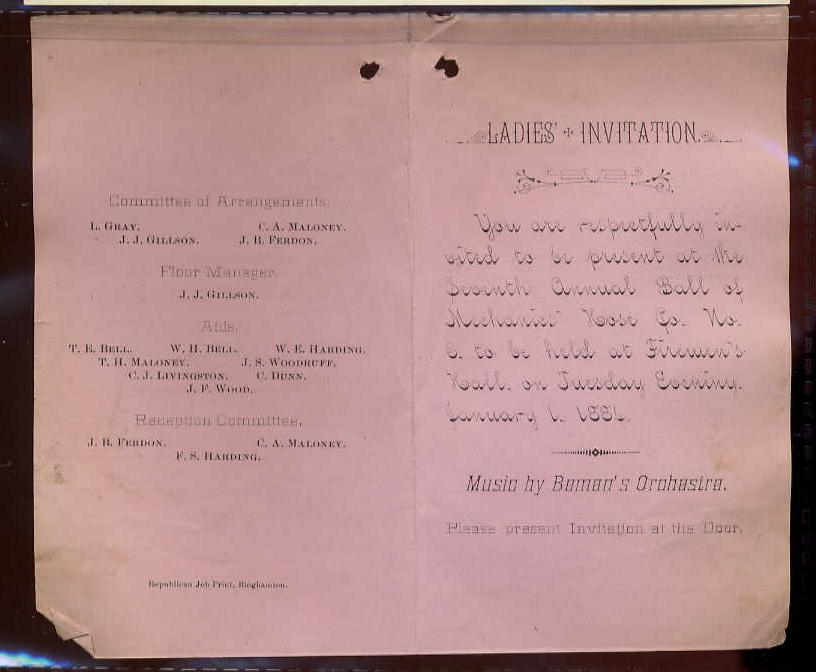 Committee of Arrangements.
L. GRAY. C. A. MALONEY.
J. J. GILLSON. J. B. FERDON.
Floor Manager.
J. J. GILLSON.
Aids.
T. E. BELL. W. H. BELL. W. E. HARDING.
T. H. MALONEY. J. S. WOODRUFF.
C. J. LIVINGSTON. C. DUNN.
J. F. WOOD.
Reception Committee.
J. B. FERDON. C. A. MALONEY.
F. S. HARDING.
Republican Job Print, Binghamton.
LADIES' INVITATION.
You are respectfully in-
vited to be present at the
Seventh Annual Ball of
Mechanics' Hose Co. No.
6. to be held at Firemen's
Hall, on Tuesday Evening,
January 1, 1884.
Music by Beman's Orchestra.
Please present Invitation at the Door.